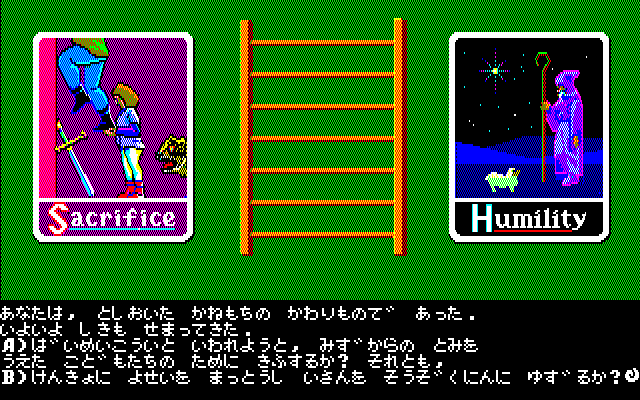 Sacrifice
Humility
あなたは, としおいた かねもちの かわりもので あった.
いよいよ しきも せまってきた.
A)ばいめいこういと いわれようと, みずからの とみを
うえた こどもたちの ために きふするか? それとも,
B)けんきょに よせいを まっとうし いさんを そうぞくにんに ゆずるか?